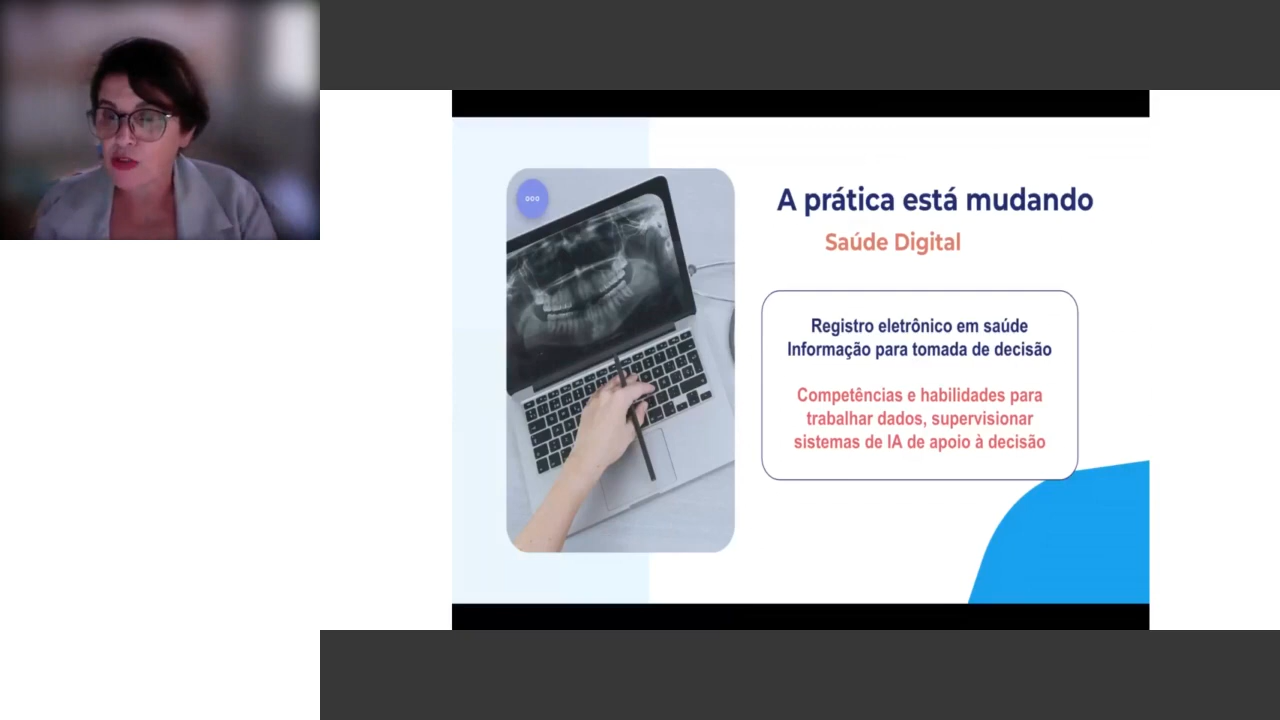 A prática está mudando
Saúde Digital
Registro eletrônico em saúde
Informação para tomada de decisão
Competências e habilidades para
trabalhar dados, supervisionar
sistemas de IA de apoio à decisão